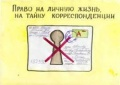 Право на личную жизнь,
на тайну корреспонденции